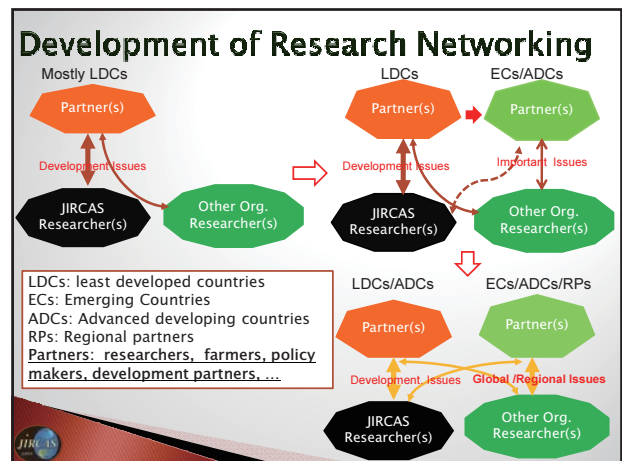 Development of Research Networking
Mostly LDCs
Partner(s)
Development Issues
JIRCAS
Researcher(s)
Other Org.
Researcher(s)
LDCs
ECs/ADCs
Partner(s)
Partner(s)
Development Issues
Important Issues
JIRCAS
Researcher(s)
Other Org.
Researcher(s)
LDCs: least developed countries
ECs: Emerging Countries
ADCs: Advanced developing countries
RPs: Regional partners
Partners: researchers, farmers, policy
makers, development partners, ...
LDCs/ADCs
ECs/ADCs/RPs
Partner(s)
Partner(s)
Development. Issues
Global /Regional Issues
JIRCAS
Researcher(s)
Other Org.
Researcher(s)
JIRCAS